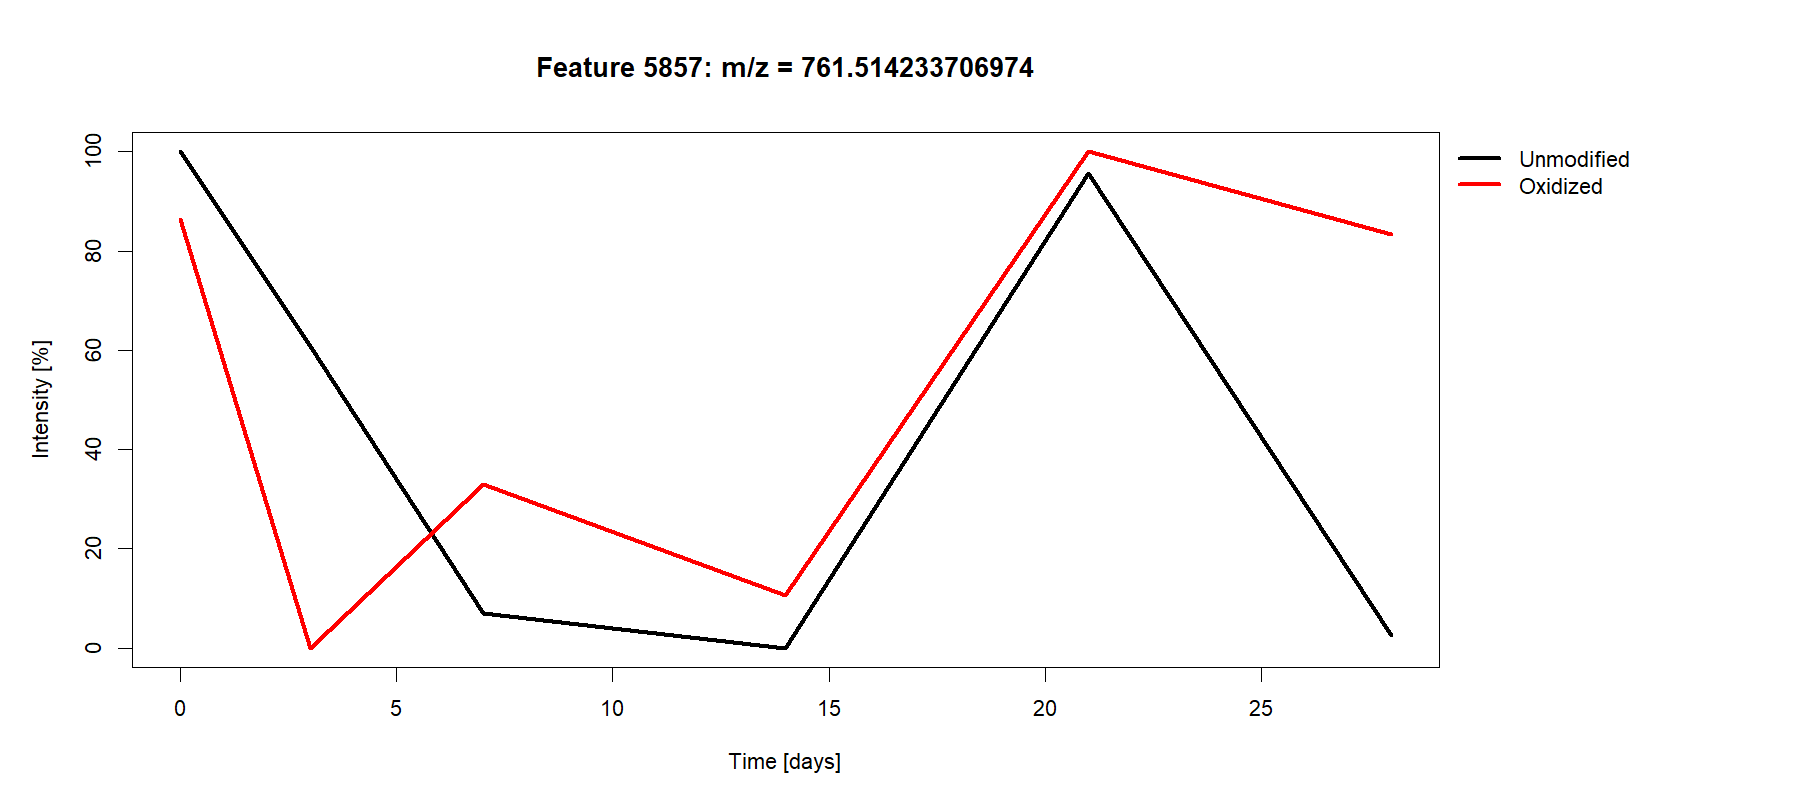 Feature 5857: m/z = 761.514233706974
Unmodified
Oxidized
Intensity [%]
100
80
60
40
20
0
0 5 10 15 20 25
Time [days]